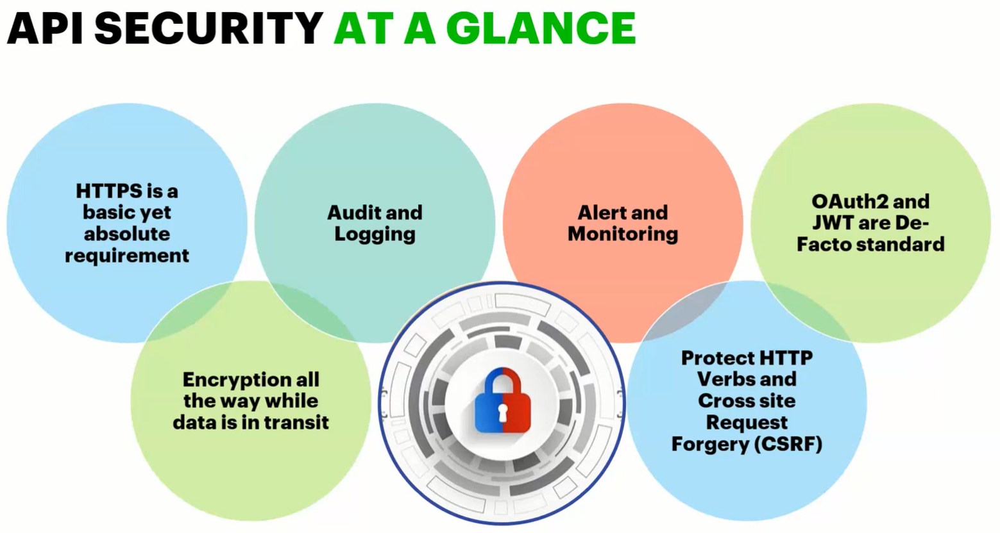 API SECURITY AT A GLANCE
HTTPS is a
basic yet
absolute
requirement
Audit and
Logging
Alert and
Monitoring
OAuth2 and
JWT are De-
Facto standard
Encryption all
the way while
data is in transit
Protect HTTP
Verbs and
Cross site
Request
Forgery (CSRF)